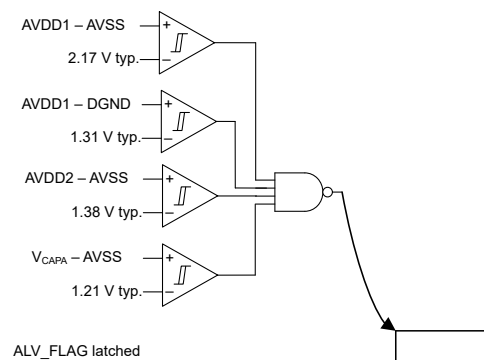 AVDD1 – AVSS
2.17 V typ.
AVDD1 – DGND
1.31 V typ.
AVDD2 – AVSS
1.38 V typ.
VCAPA – AVSS
1.21 V typ.
ALV_FLAG latched